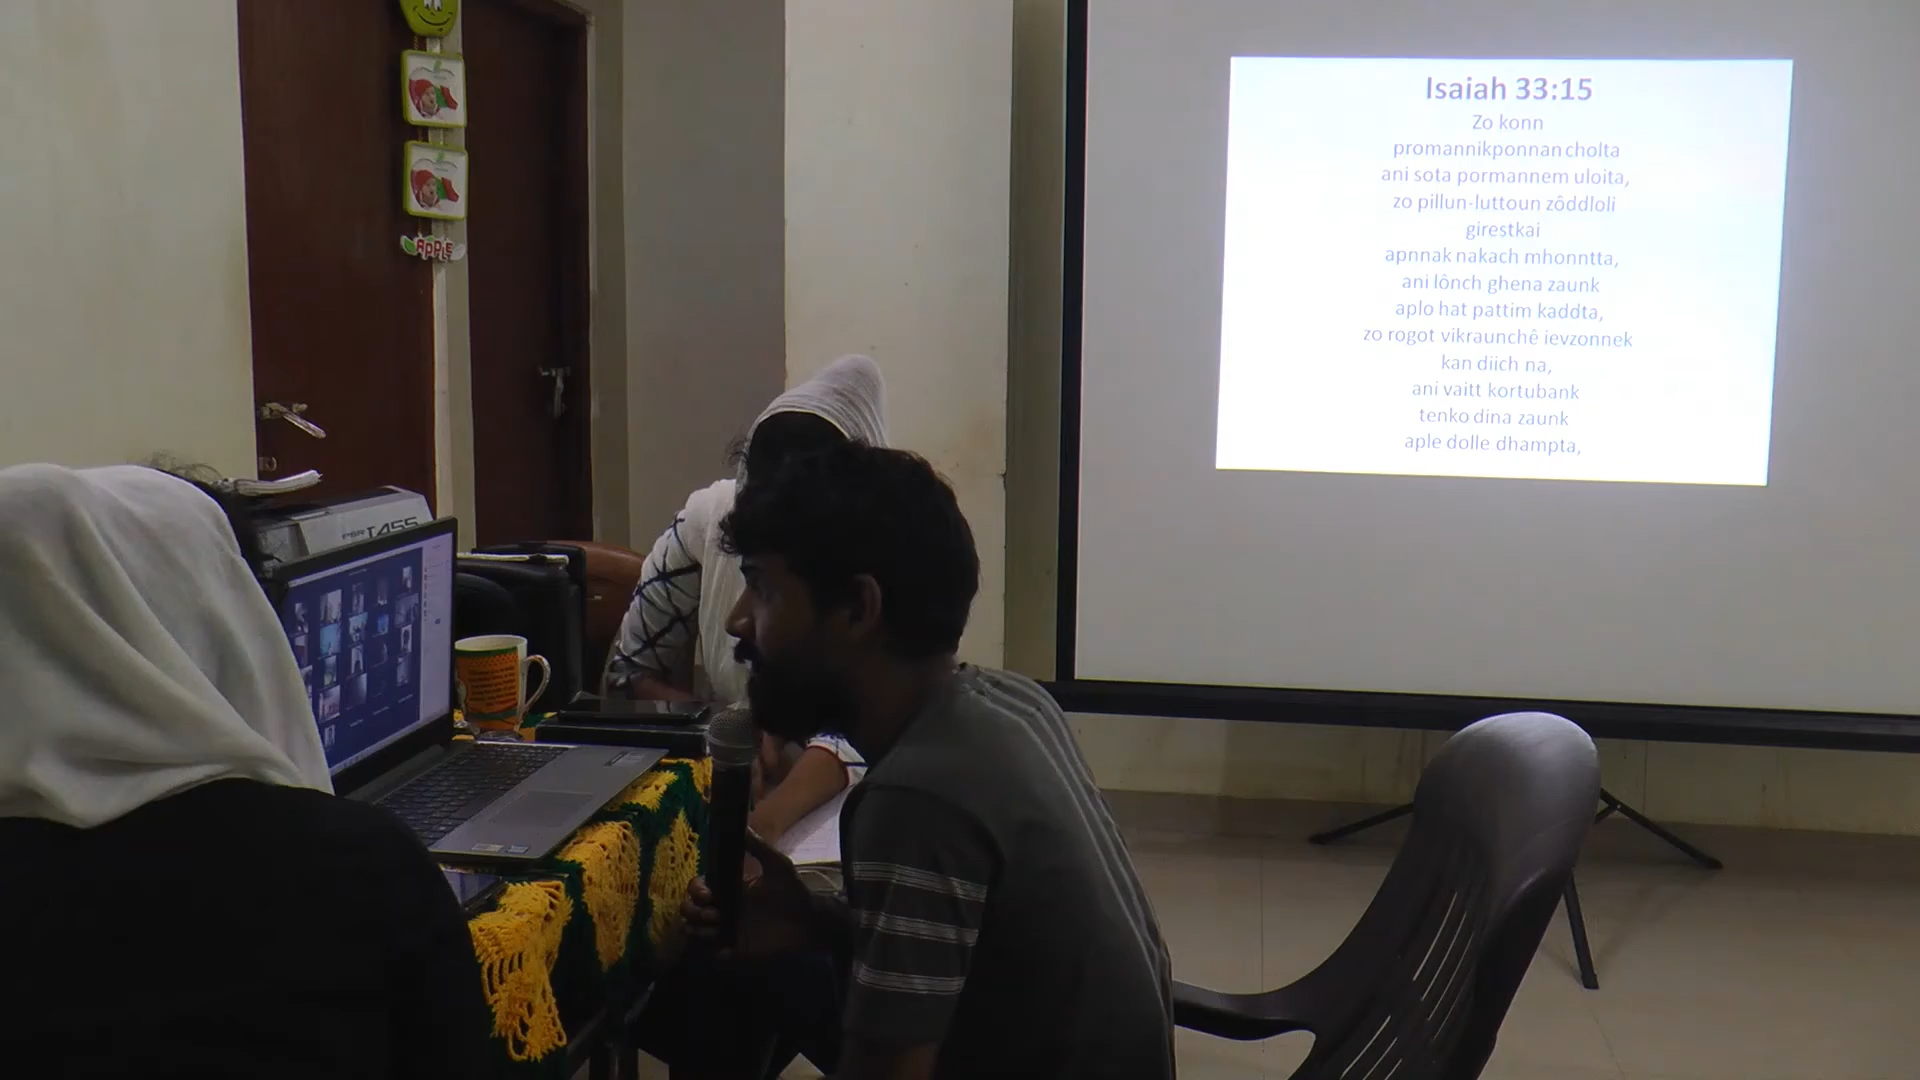 Isaiah 33:15
Zo konn
promannikponnan cholta
ani sota pormannem uloita,
zo pillun-luttoun zôddloli
girestkai
apnnak nakach mhonntta,
ani lônch ghena zaunk
aplo hat pattim kaddta,
zo rogot vikraunchê ievzonnek
kan diich na,
ani vaitt kortubank
tenko dina zaunk
aple dolle dhampta,
APPLE
PSR I455